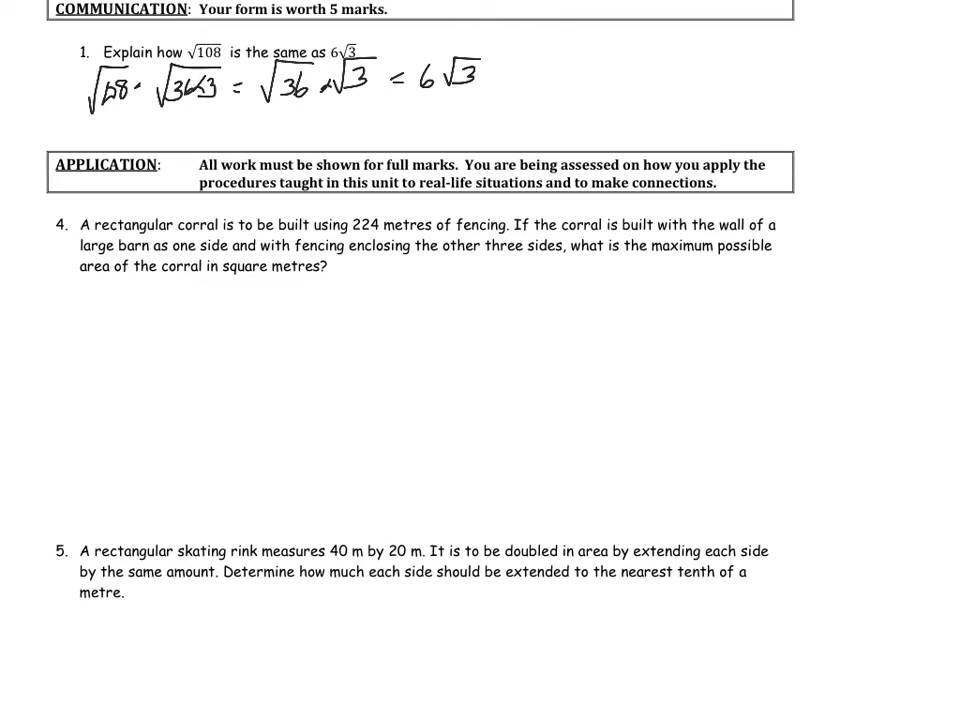 COMMUNICATION: Your form is worth 5 marks.
1. Explain how √108 is the same as 6√3
√108 = √36×3 = √36 × √3 = 6√3
APPLICATION: All work must be shown for full marks. You are being assessed on how you apply the
procedures taught in this unit to real-life situations and to make connections.
4. A rectangular corral is to be built using 224 metres of fencing. If the corral is built with the wall of a
large barn as one side and with fencing enclosing the other three sides, what is the maximum possible
area of the corral in square metres?
5. A rectangular skating rink measures 40 m by 20 m. It is to be doubled in area by extending each side
by the same amount. Determine how much each side should be extended to the nearest tenth of a
metre.